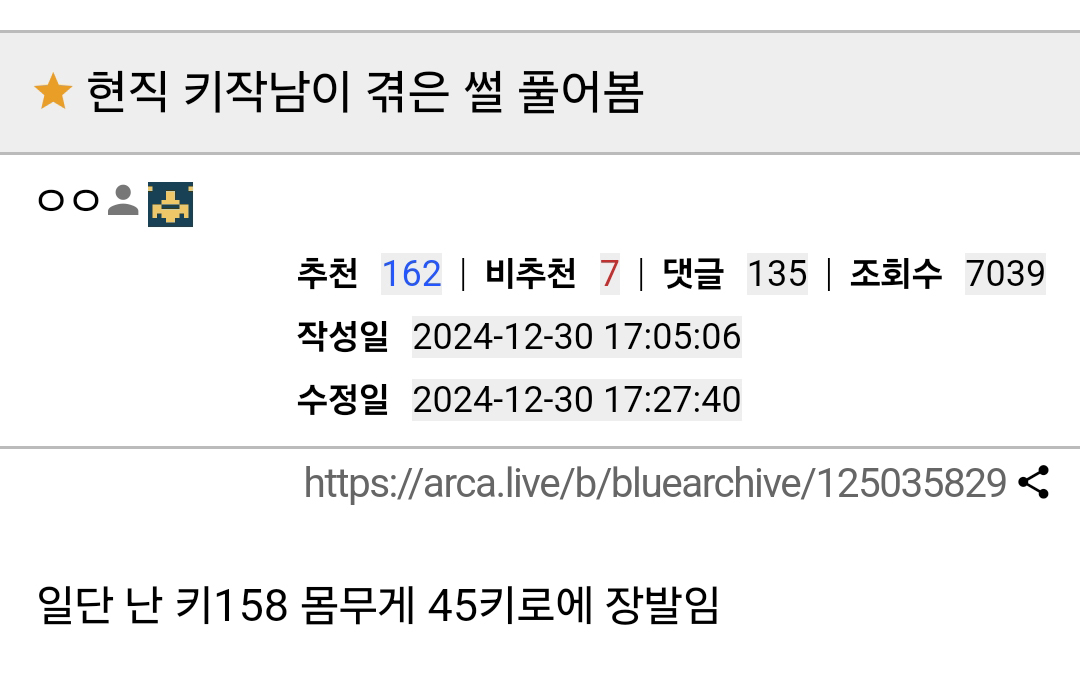 현직 키작남이 겪은 썰 풀어봄
ㅇㅇ
추천 162 | 비추천 7 | 댓글 135 | 조회수 7039
작성일 2024-12-30 17:05:06
수정일 2024-12-30 17:27:40
https://arca.live/b/bluearchive/125035829
일단 난 키158 몸무게 45키로에 장발임